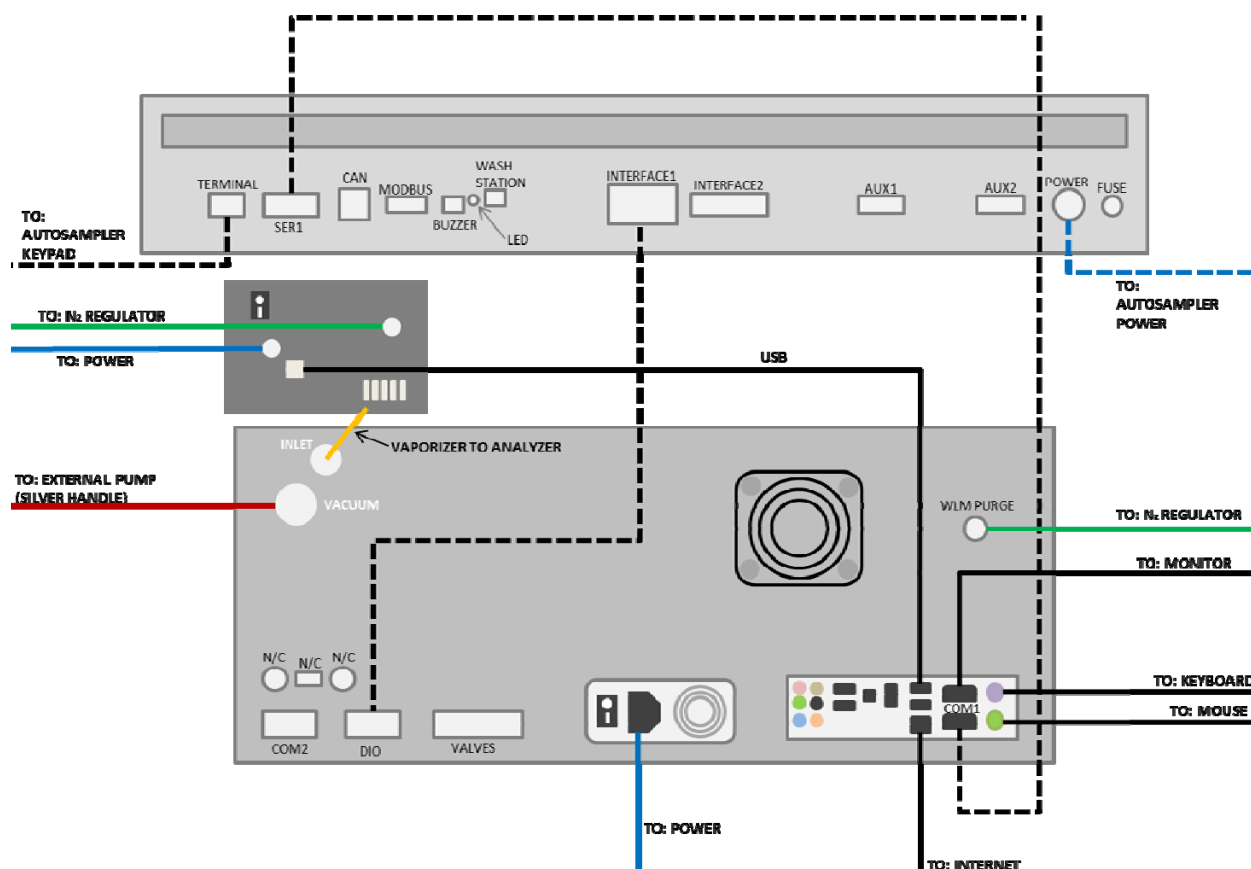 TERMINAL
SER1
CAN
MODBUS
BUZZER
WASH
STATION
LED
INTERFACE1
INTERFACE2
AUX1
AUX2
POWER
FUSE
TO:
AUTOSAMPLER
KEYPAD
TO:
AUTOSAMPLER
POWER
TO: N₂ REGULATOR
TO: POWER
USB
INLET
VAPORIZER TO ANALYZER
TO: EXTERNAL PUMP
(SILVER HANDLE)
VACUUM
WLM PURGE
TO: N₂ REGULATOR
TO: MONITOR
N/C
N/C
N/C
COM2
DIO
VALVES
COM1
TO: KEYBOARD
TO: MOUSE
TO: POWER
TO: INTERNET